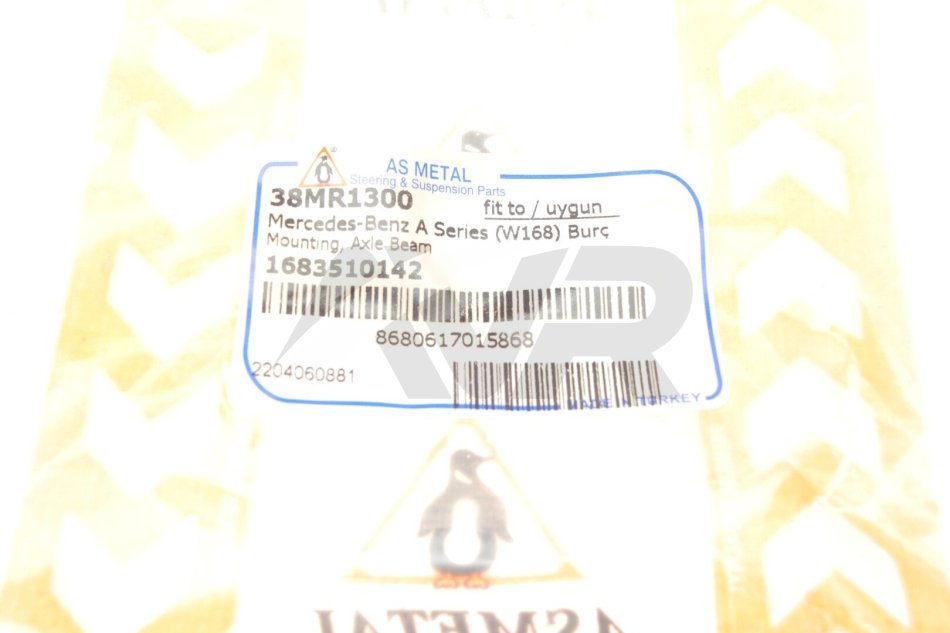 AS METAL
Steering & Suspension Parts
38MR1300 fit to / uygun
Mercedes-Benz A Series (W168) Burç
Mounting, Axle Beam
1683510142
8680617015868
2204060881
MADE IN TURKEY
ASMETAL